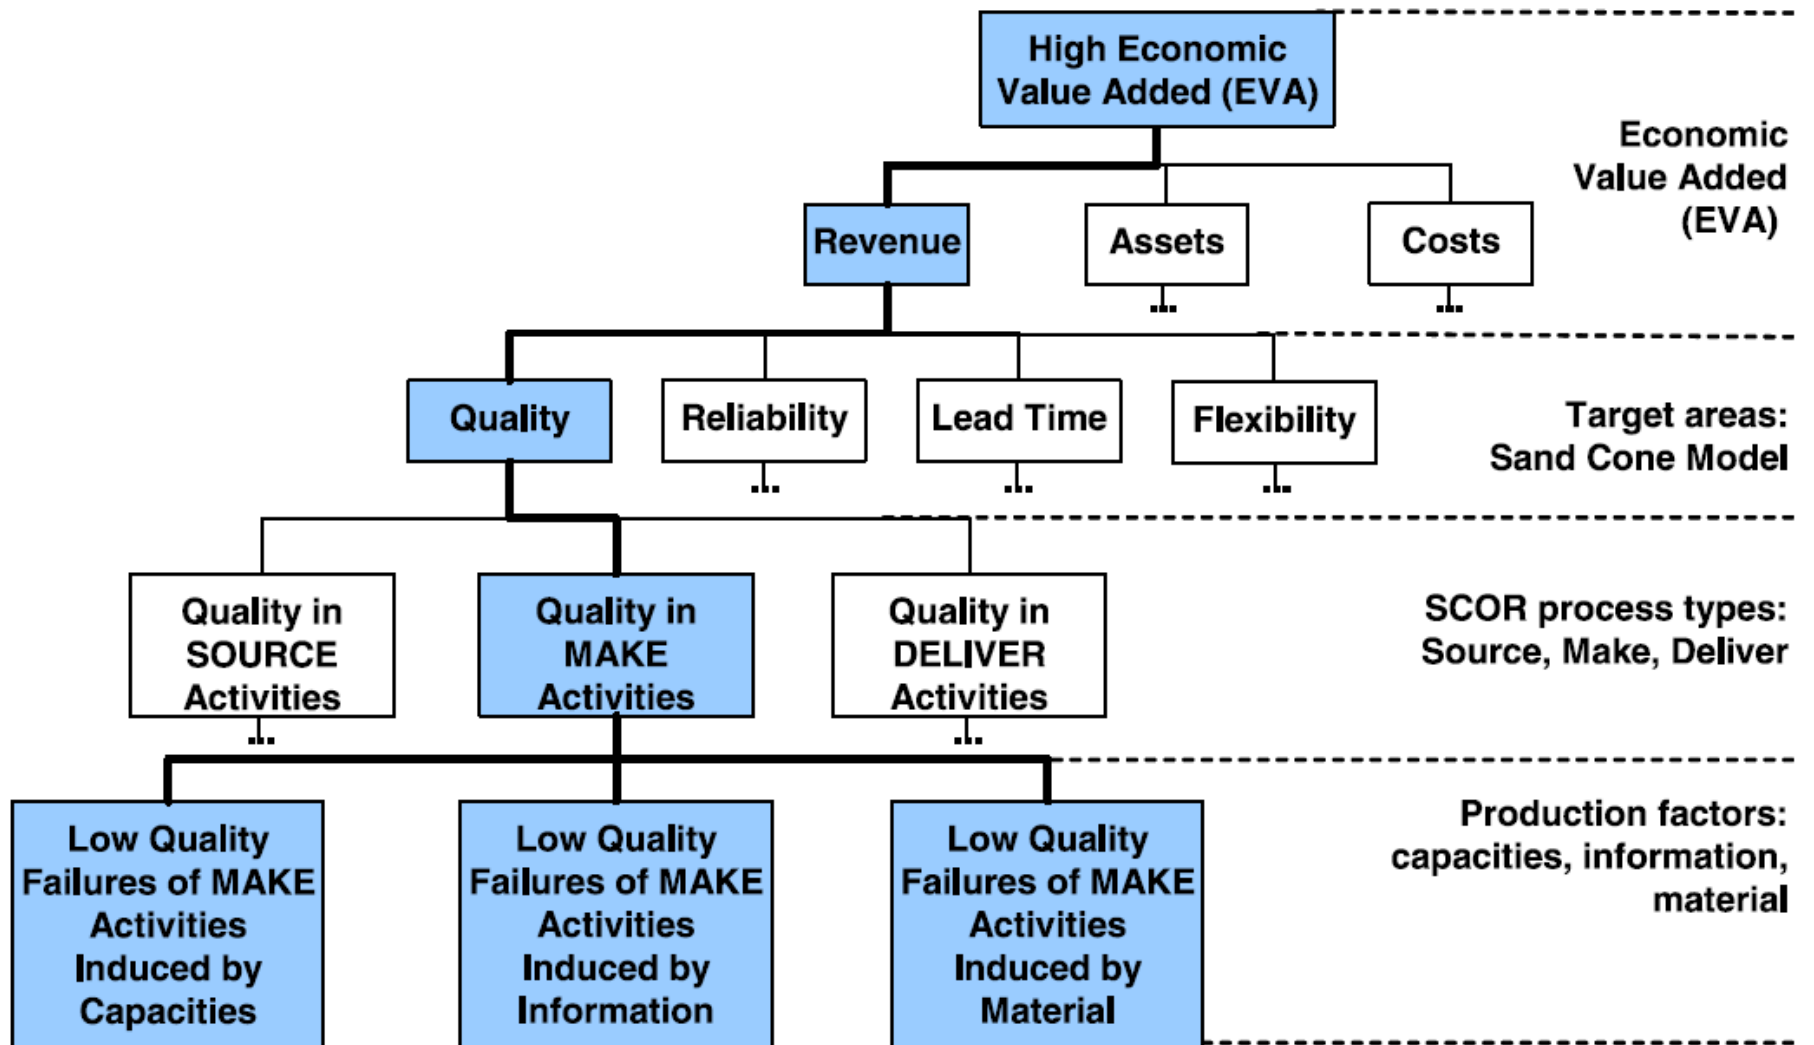 High Economic
Value Added (EVA)
Economic
Value Added
(EVA)
Revenue
Assets
Costs
...
...
Quality
Reliability
Lead Time
Flexibility
Target areas:
Sand Cone Model
...
...
...
Quality in
SOURCE
Activities
Quality in
MAKE
Activities
Quality in
DELIVER
Activities
SCOR process types:
Source, Make, Deliver
...
...
Low Quality
Failures of MAKE
Activities
Induced by
Capacities
Low Quality
Failures of MAKE
Activities
Induced by
Information
Low Quality
Failures of MAKE
Activities
Induced by
Material
Production factors:
capacities, information,
material